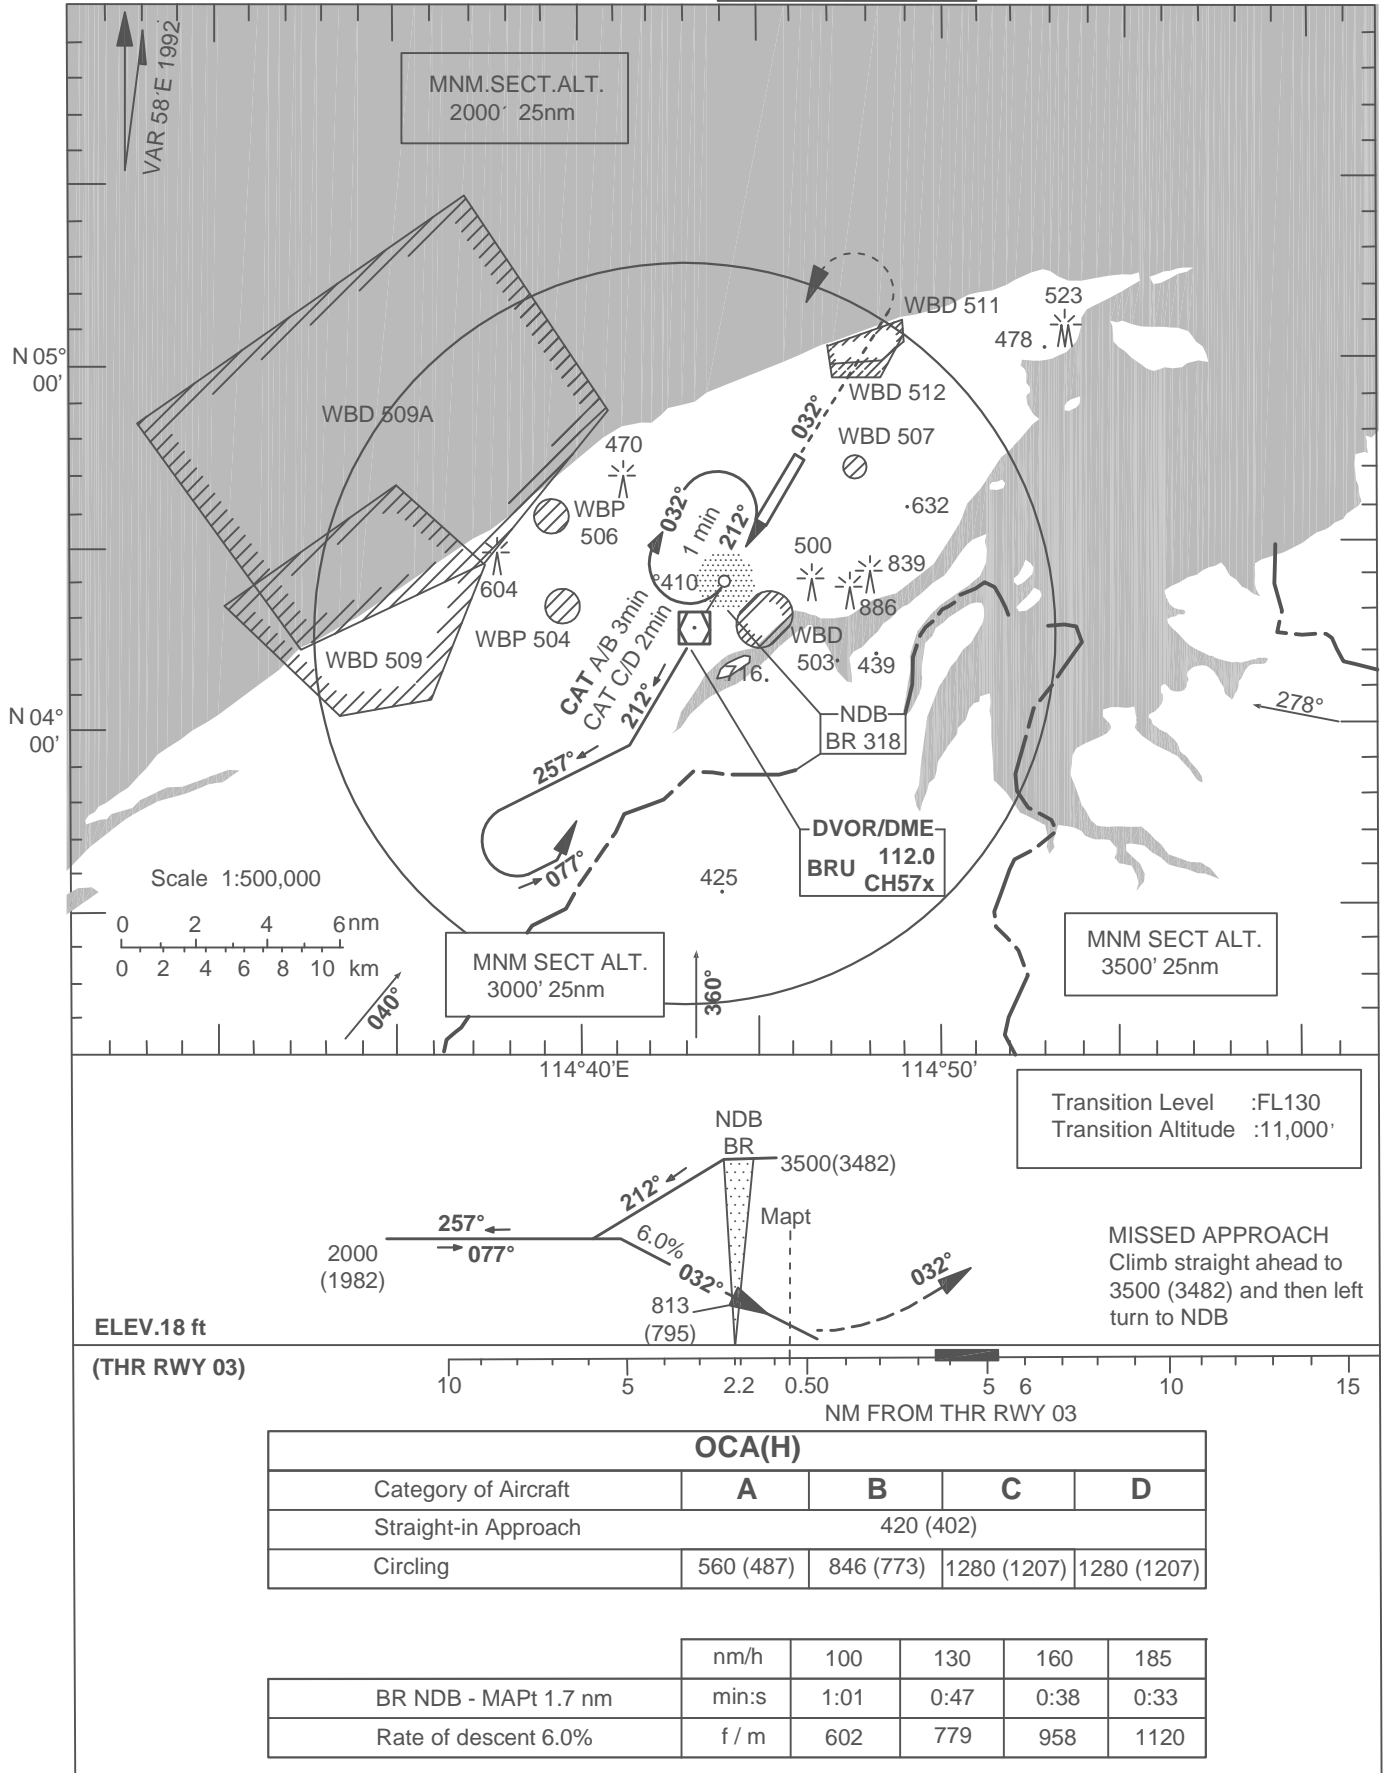 VAR 58'E 1992
MNM.SECT.ALT.
2000' 25nm
WBD 511
523
478
N 05°
00'
WBD 512
WBD 509A
032°
WBD 507
470
632
WBP
506
032°
1 min
212°
500
839
604
410
886
WBP 504
WBD
503
439
WBD 509
CAT A/B 3min
CAT C/D 2min
212°
716
278°
N 04°
00'
NDB
BR 318
257°
DVOR/DME
BRU 112.0
CH57x
077°
Scale 1:500,000
425
0 2 4 6nm
0 2 4 6 8 10 km
MNM SECT ALT.
3000' 25nm
MNM SECT ALT.
3500' 25nm
040°
360°
114°40'E 114°50'
Transition Level :FL130
Transition Altitude :11,000'
NDB
BR
3500(3482)
212°
Mapt
257°
6.0%
077°
2000
(1982)
032°
032°
MISSED APPROACH
Climb straight ahead to
3500 (3482) and then left
turn to NDB
813
(795)
ELEV.18 ft
(THR RWY 03)
10 5 2.2 0.50 5 6 10 15
NM FROM THR RWY 03
OCA(H)
Category of Aircraft A B C D
Straight-in Approach 420 (402)
Circling 560 (487) 846 (773) 1280 (1207) 1280 (1207)
nm/h 100 130 160 185
BR NDB - MAPt 1.7 nm min:s 1:01 0:47 0:38 0:33
Rate of descent 6.0% f / m 602 779 958 1120